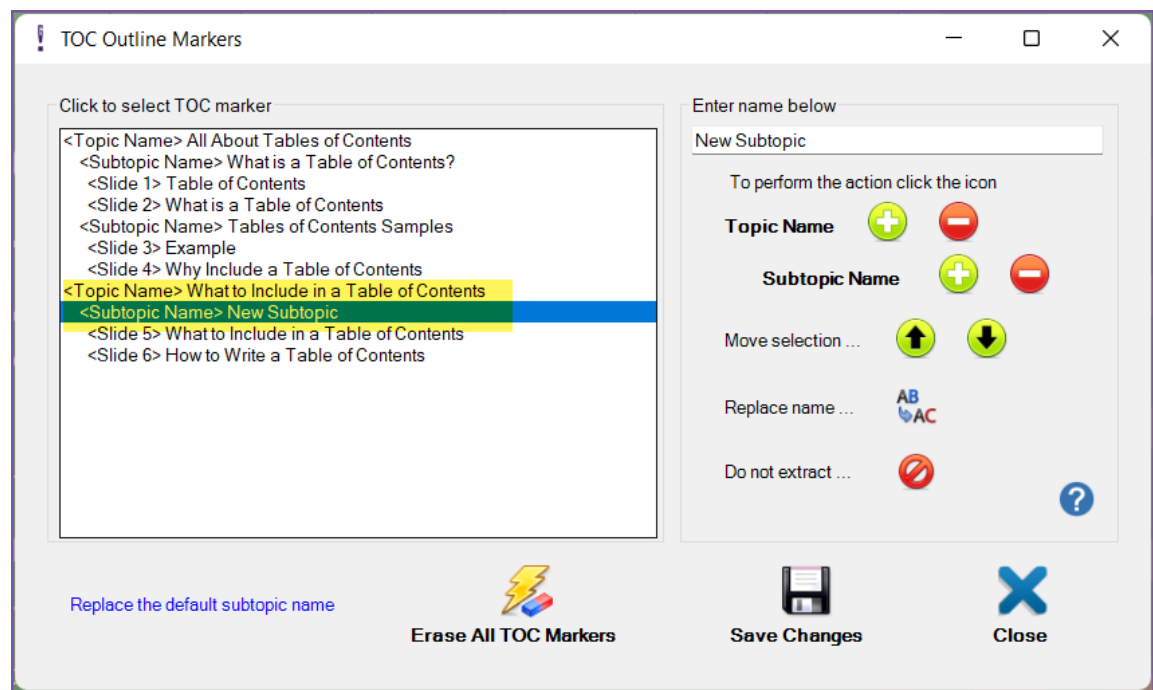 TOC Outline Markers
Click to select TOC marker
<Topic Name> All About Tables of Contents
<Subtopic Name> What is a Table of Contents?
<Slide 1> Table of Contents
<Slide 2> What is a Table of Contents
<Subtopic Name> Tables of Contents Samples
<Slide 3> Example
<Slide 4> Why Include a Table of Contents
<Topic Name> What to Include in a Table of Contents
<Subtopic Name> New Subtopic
<Slide 5> What to Include in a Table of Contents
<Slide 6> How to Write a Table of Contents
Enter name below
New Subtopic
To perform the action click the icon
Topic Name
Subtopic Name
Move selection ...
Replace name ...
AB
AC
Do not extract ...
?
Replace the default subtopic name
Erase All TOC Markers
Save Changes
Close